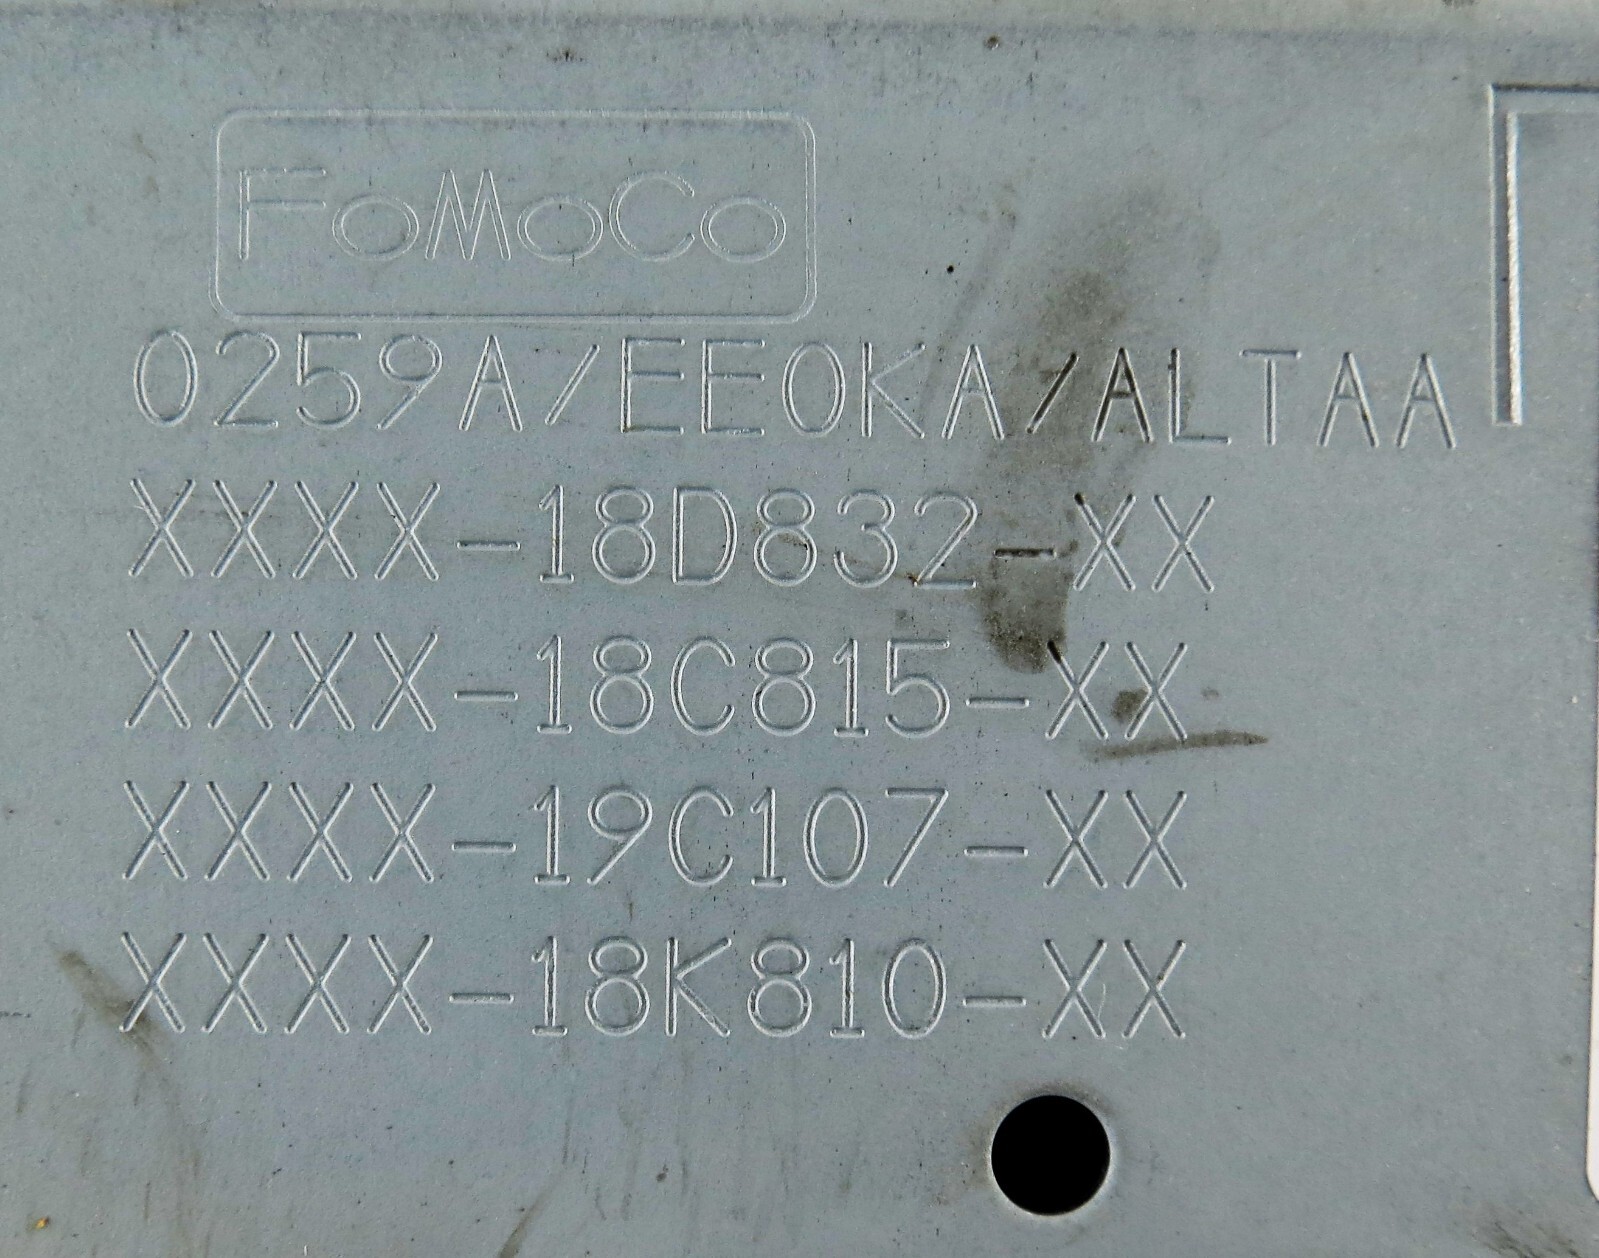 FoMoCo
0259A/EE0KA/ALTAA
XXXX-18D832-XX
XXXX-18C815-XX
XXXX-19C107-XX
XXXX-18K810-XX